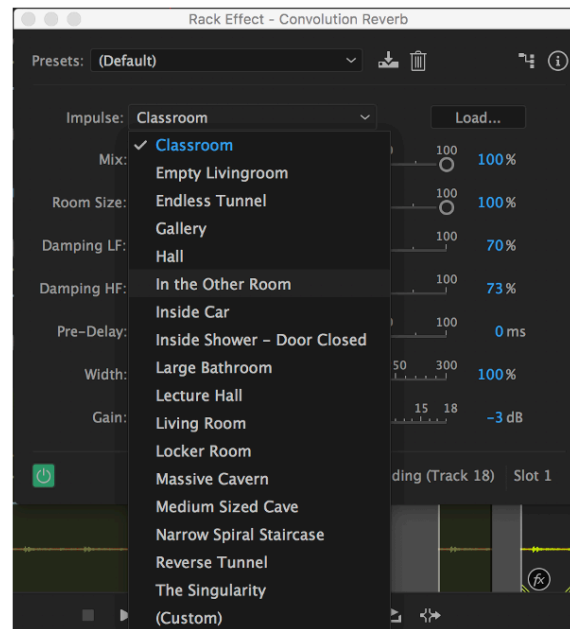 Rack Effect - Convolution Reverb
Presets: (Default)
Impulse: Classroom Load...
Classroom
Mix: 100 100 %
Empty Livingroom
Room Size: Endless Tunnel 100 100 %
Gallery
Damping LF: 100 70 %
Hall
Damping HF: In the Other Room 100 73 %
Inside Car
Pre-Delay: Inside Shower – Door Closed 100 0 ms
Large Bathroom
Width: 50 300 100 %
Lecture Hall
Gain: Living Room 15 18 -3 dB
Locker Room
Massive Cavern ding (Track 18) Slot 1
Medium Sized Cave
Narrow Spiral Staircase
Reverse Tunnel
The Singularity fx
(Custom)